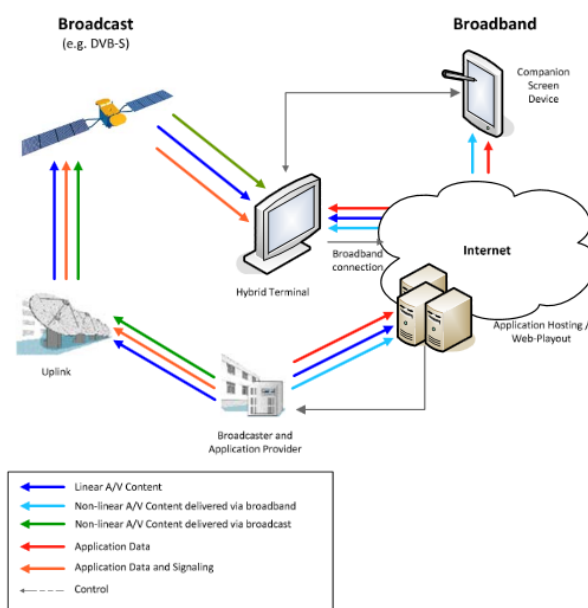 Broadcast
(e.g. DVB-S)
Broadband
Companion
Screen
Device
Internet
Broadband
connection
Hybrid Terminal
Application Hosting /
Web-Playout
Uplink
Broadcaster and
Application Provider
Linear A/V Content
Non-linear A/V Content delivered via broadband
Non-linear A/V Content delivered via broadcast
Application Data
Application Data and Signaling
Control